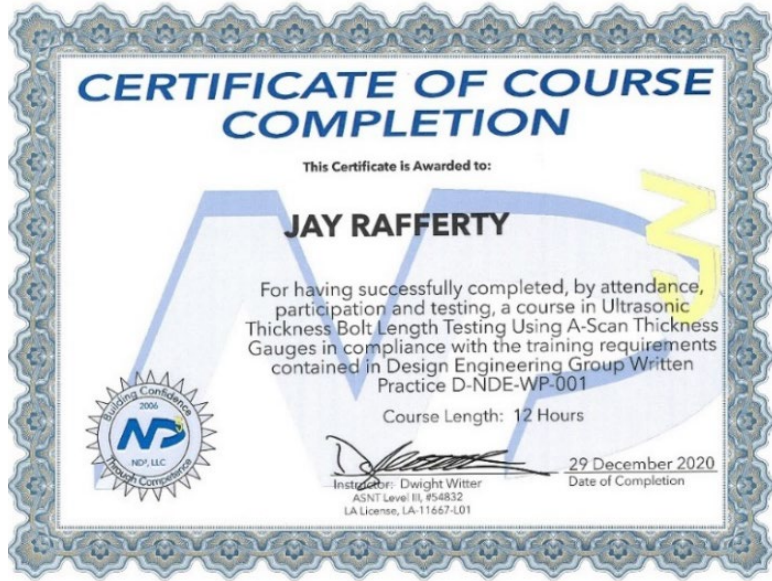 CERTIFICATE OF COURSE
COMPLETION
This Certificate is Awarded to:
JAY RAFFERTY
For having successfully completed, by attendance,
participation and testing, a course in Ultrasonic
Thickness Bolt Length Testing Using A-Scan Thickness
Gauges in compliance with the training requirements
contained in Design Engineering Group Written
Practice D-NDE-WP-001
Course Length: 12 Hours
Building Confidence
2006
ND³
ND³, LLC
Through Competence
29 December 2020
Instructor: Dwight Witter
Date of Completion
ASNT Level III, #54832
LA License, LA-11667-L01